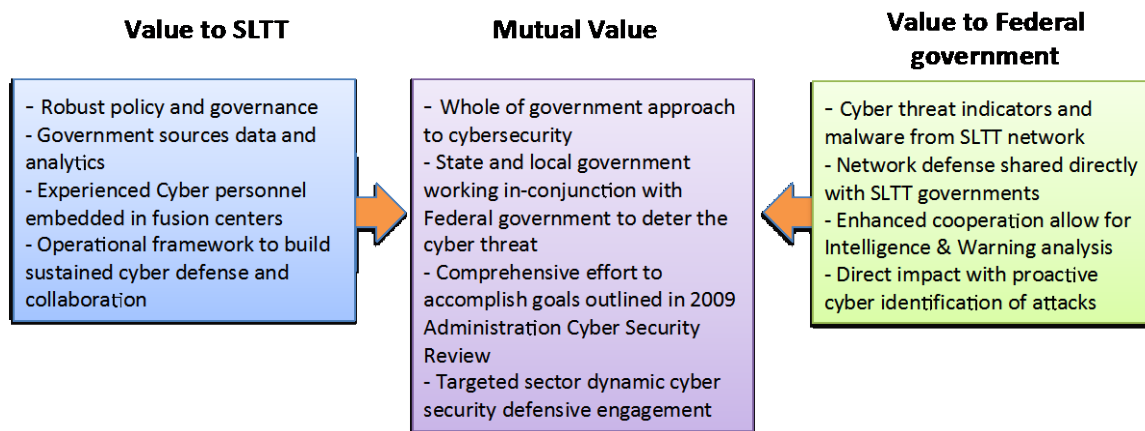 Value to SLTT
- Robust policy and governance
- Government sources data and
analytics
- Experienced Cyber personnel
embedded in fusion centers
- Operational framework to build
sustained cyber defense and
collaboration
Mutual Value
- Whole of government approach
to cybersecurity
- State and local government
working in-conjunction with
Federal government to deter the
cyber threat
- Comprehensive effort to
accomplish goals outlined in 2009
Administration Cyber Security
Review
- Targeted sector dynamic cyber
security defensive engagement
Value to Federal
government
- Cyber threat indicators and
malware from SLTT network
- Network defense shared directly
with SLTT governments
- Enhanced cooperation allow for
Intelligence & Warning analysis
- Direct impact with proactive
cyber identification of attacks